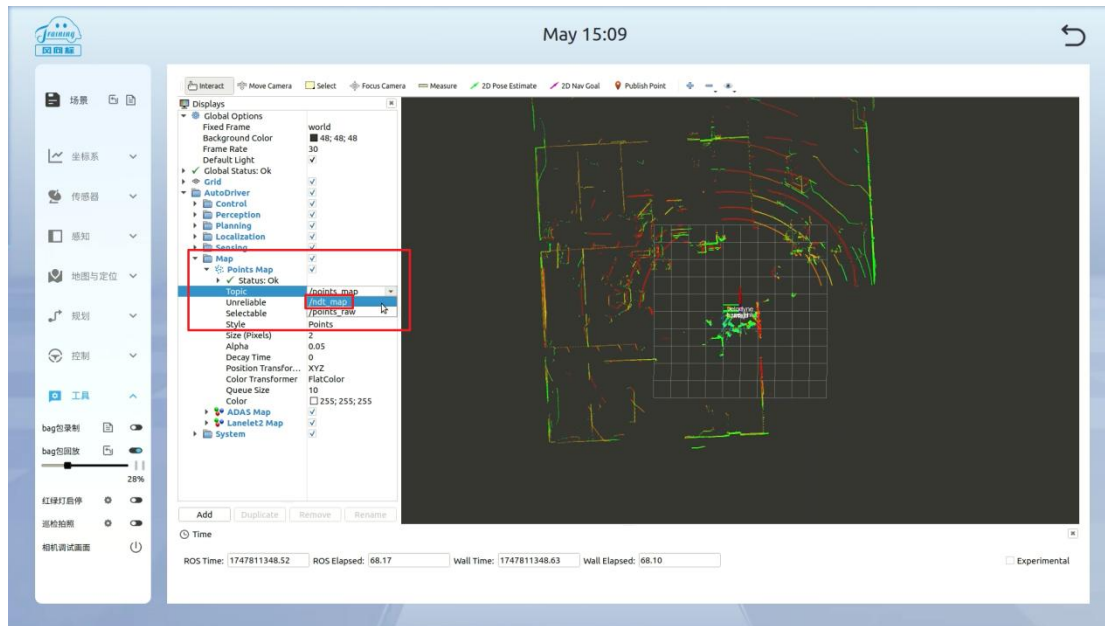 Training
风向标
May 15:09
场景
坐标系
传感器
感知
地图与定位
规划
控制
工具
bag包录制
bag包回放
28%
红绿灯启停
巡检拍照
相机调试画面
Interact Move Camera Select Focus Camera Measure 2D Pose Estimate 2D Nav Goal Publish Point
Displays
Global Options
Fixed Frame world
Background Color 48; 48; 48
Frame Rate 30
Default Light
Global Status: Ok
Grid
AutoDriver
Control
Perception
Planning
Localization
Sensing
Map
Points Map
Status: Ok
Topic /points_map
Unreliable /ndt_map
Selectable /points_raw
Style Points
Size (Pixels) 2
Alpha 0.05
Decay Time 0
Position Transfor... XYZ
Color Transformer FlatColor
Queue Size 10
Color 255; 255; 255
ADAS Map
Lanelet2 Map
System
Add Duplicate Remove Rename
Time
ROS Time: 1747811348.52 ROS Elapsed: 68.17 Wall Time: 1747811348.63 Wall Elapsed: 68.10 Experimental